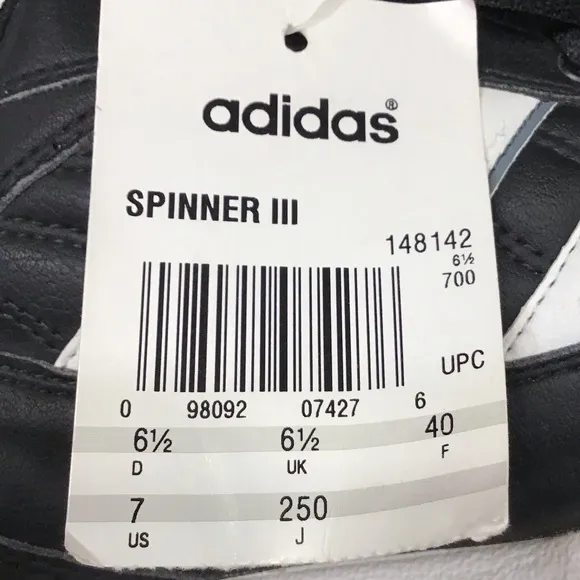 adidas®
SPINNER III
148142
6½
700
UPC
0 98092 07427 6
6½ 6½ 40
D UK F
7 250
US J